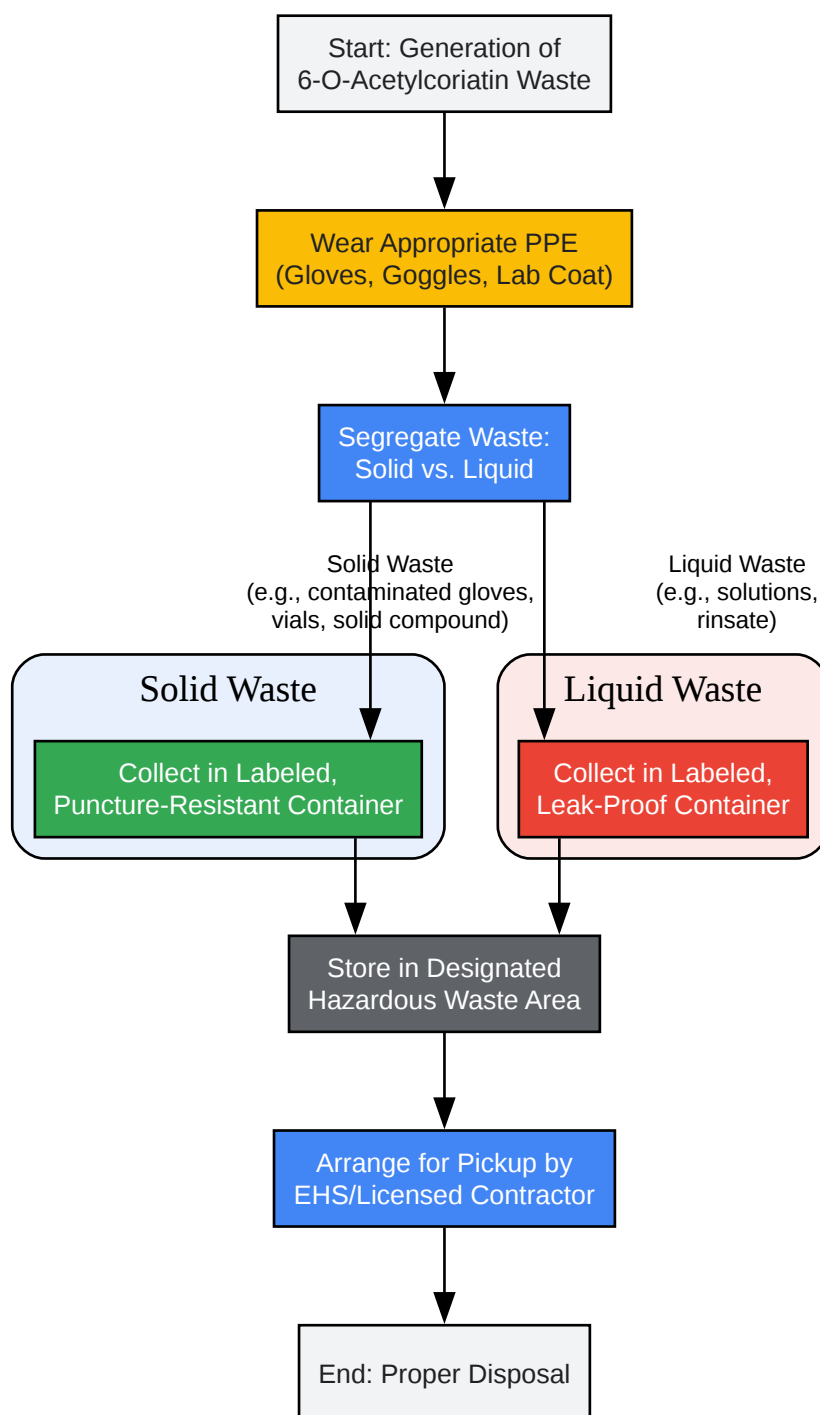 Start: Generation of
6-O-Acetylcoriatin Waste
Wear Appropriate PPE
(Gloves, Goggles, Lab Coat)
Segregate Waste:
Solid vs. Liquid
Solid Waste
(e.g., contaminated gloves,
vials, solid compound)
Liquid Waste
(e.g., solutions,
rinsate)
Solid Waste
Collect in Labeled,
Puncture-Resistant Container
Liquid Waste
Collect in Labeled,
Leak-Proof Container
Store in Designated
Hazardous Waste Area
Arrange for Pickup by
EHS/Licensed Contractor
End: Proper Disposal